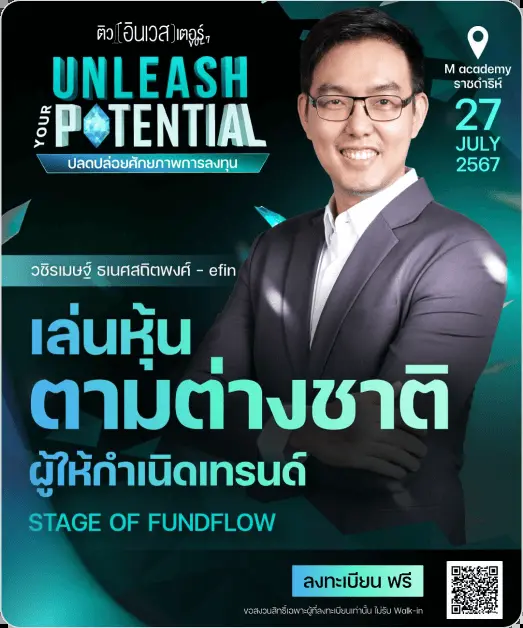 ติว[[อินเวส]เตอร์ VOL.7
UNLEASH
YOUR POTENTIAL
ปลดปล่อยศักยภาพการลงทุน
M academy
ราชดำริห์
27
JULY
2567
วชิรเมษฐ์ ธเนศสถิตพงศ์ - efin
เล่นหุ้น
ตามต่างชาติ
ผู้ให้กำเนิดเทรนด์
STAGE OF FUNDFLOW
ลงทะเบียน ฟรี
ขอสงวนสิทธิ์เฉพาะผู้ที่ลงทะเบียนเท่านั้น ไม่รับ Walk-in